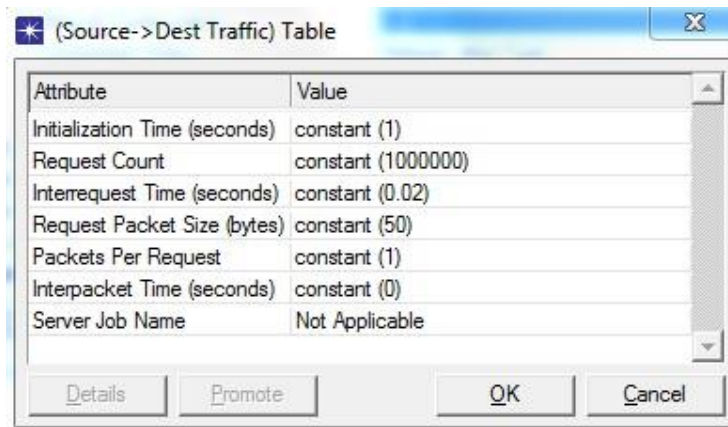 (Source->Dest Traffic) Table
Attribute Value
Initialization Time (seconds) constant (1)
Request Count constant (1000000)
Interrequest Time (seconds) constant (0.02)
Request Packet Size (bytes) constant (50)
Packets Per Request constant (1)
Interpacket Time (seconds) constant (0)
Server Job Name Not Applicable
Details Promote OK Cancel